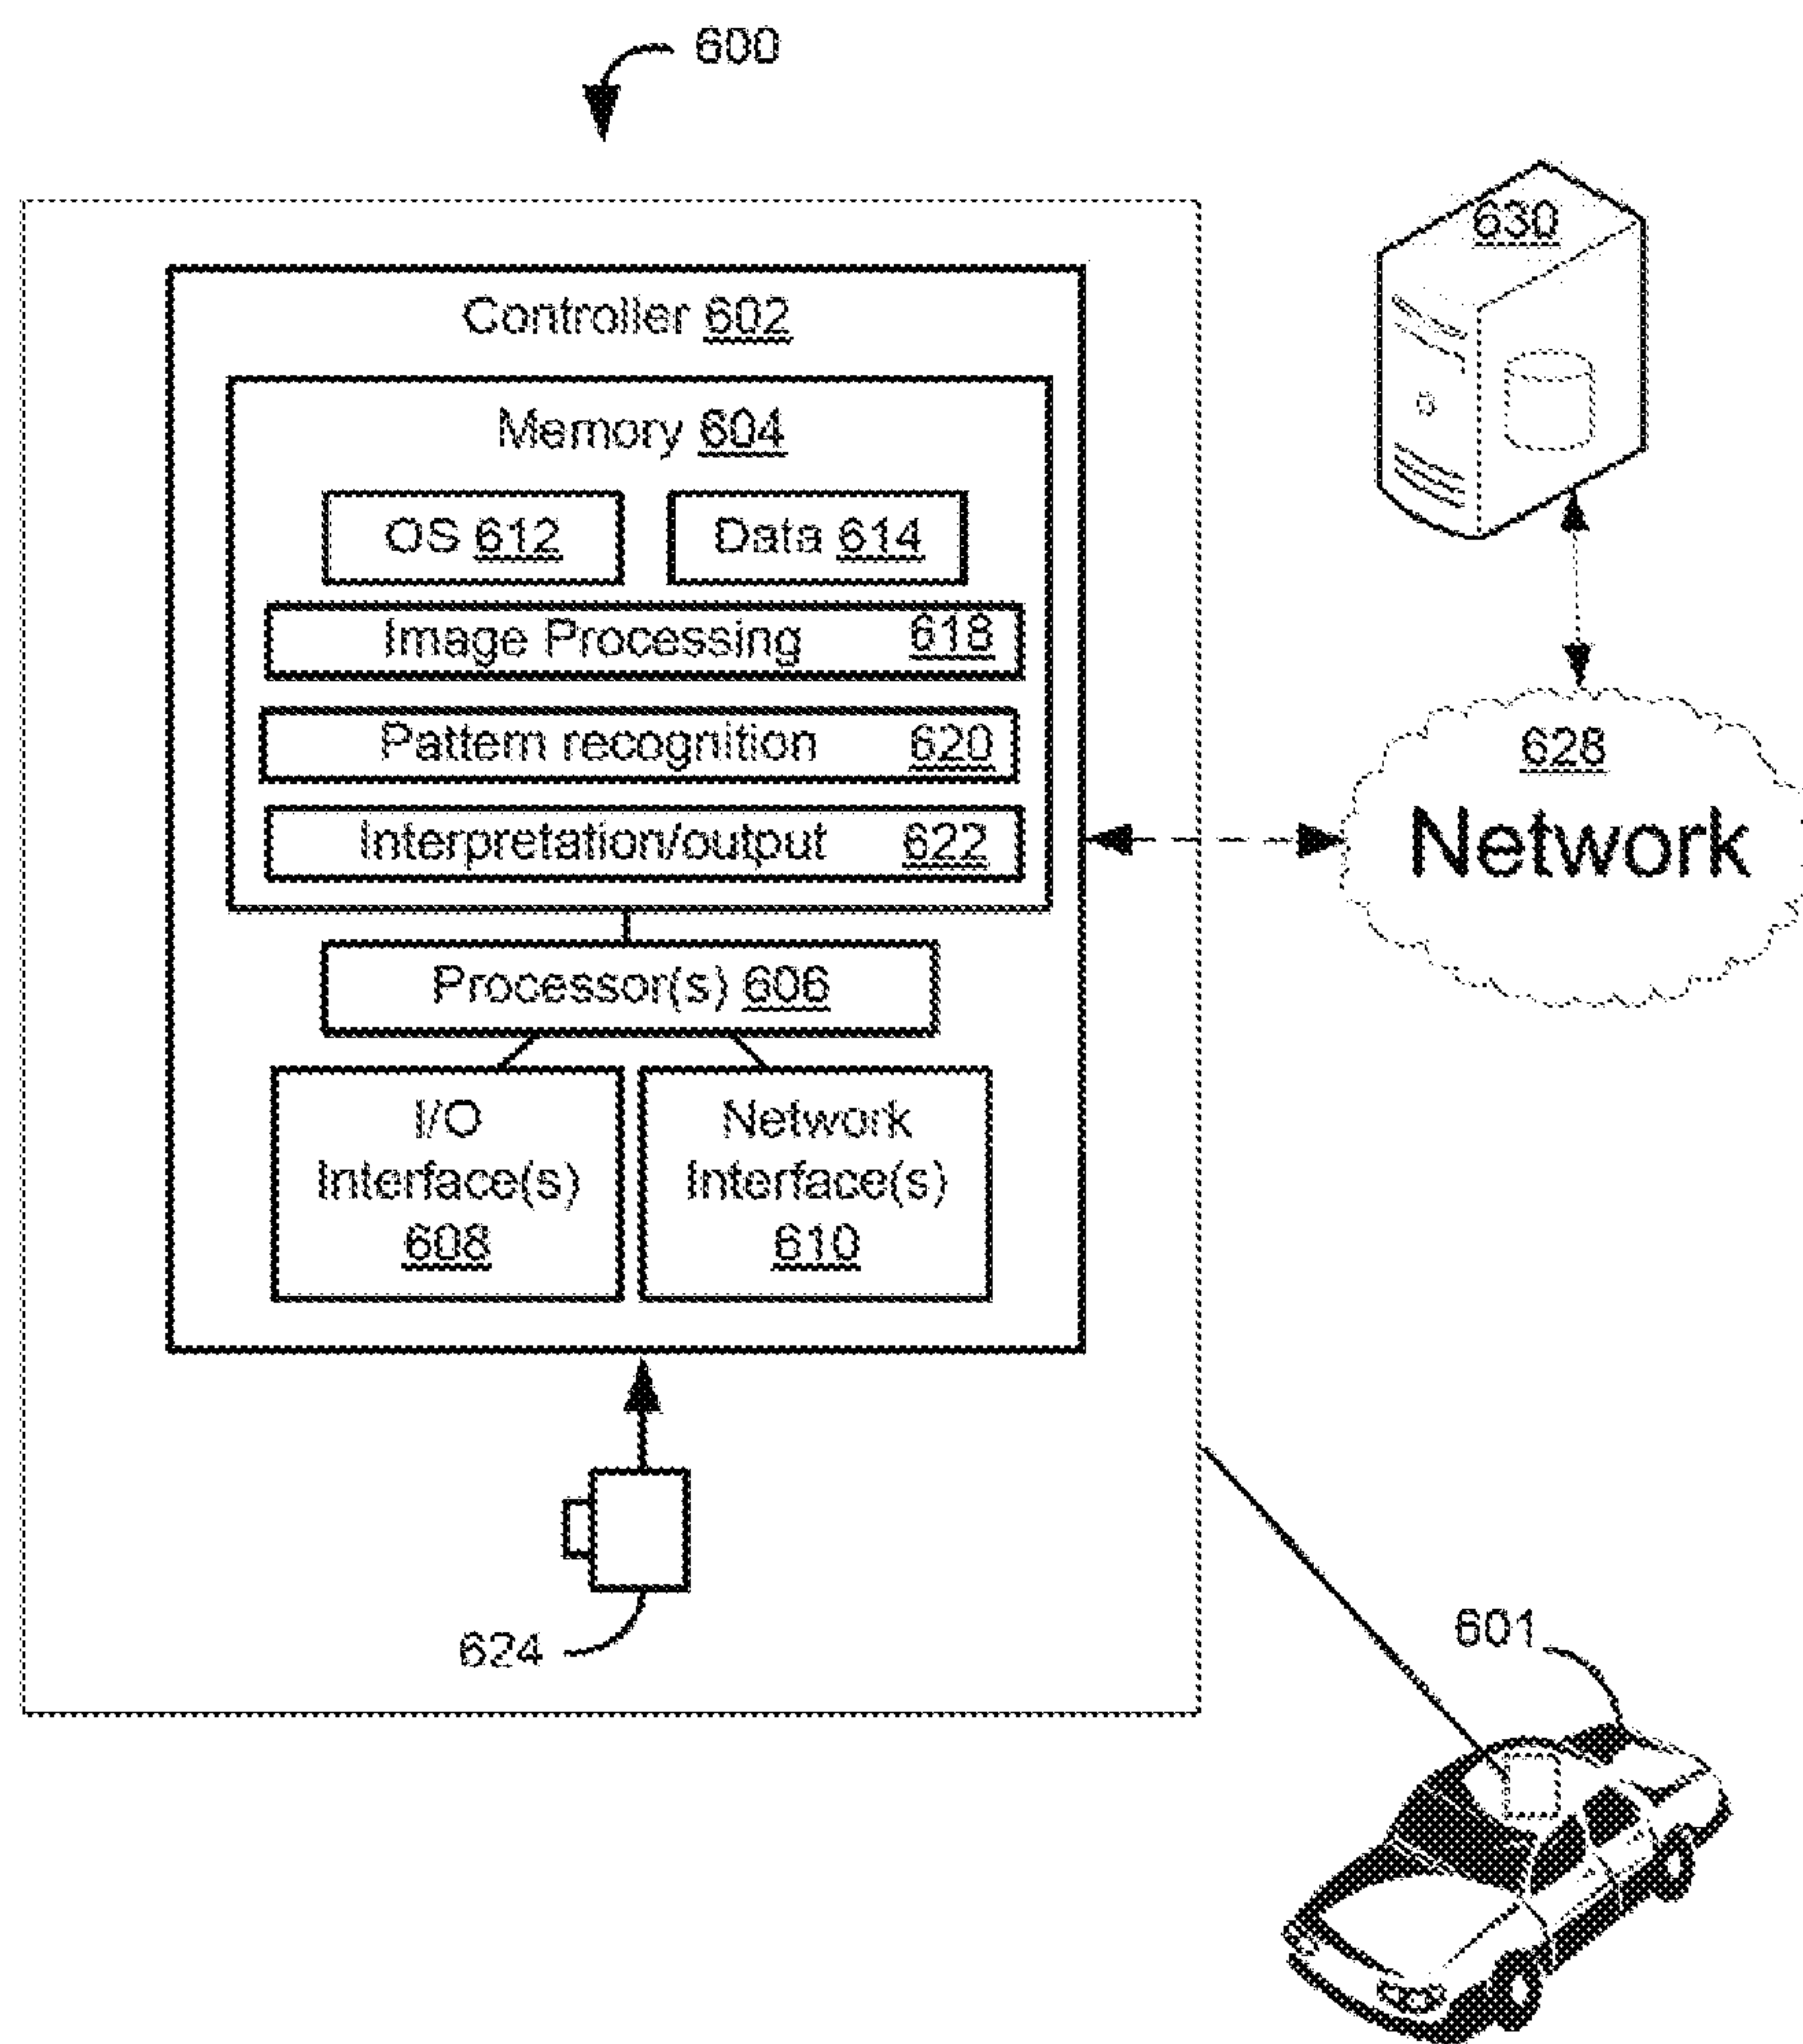 600
630
Controller 602
Memory 604
OS 612
Data 614
Image Processing 618
Pattern recognition 620
Interpretation/output 622
628
Network
Processor(s) 606
I/O
Interface(s)
608
Network
Interface(s)
610
624
601